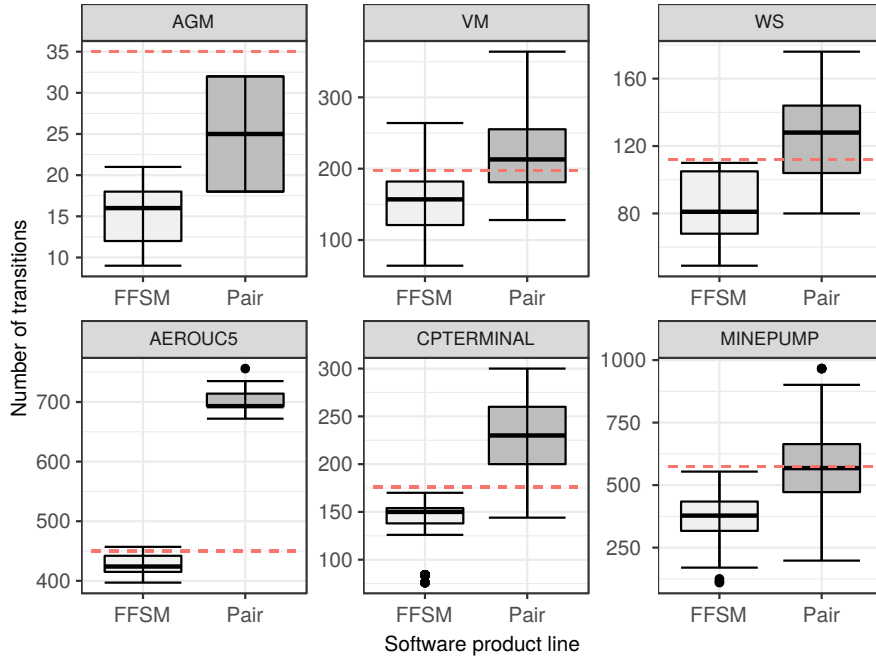 AGM
VM
WS
35
30
25
20
15
10
300
200
100
160
120
80
FFSM
Pair
FFSM
Pair
FFSM
Pair
AEROUC5
CPTERMINAL
MINEPUMP
700
600
500
400
300
250
200
150
100
1000
750
500
250
FFSM
Pair
FFSM
Pair
FFSM
Pair
Number of transitions
Software product line